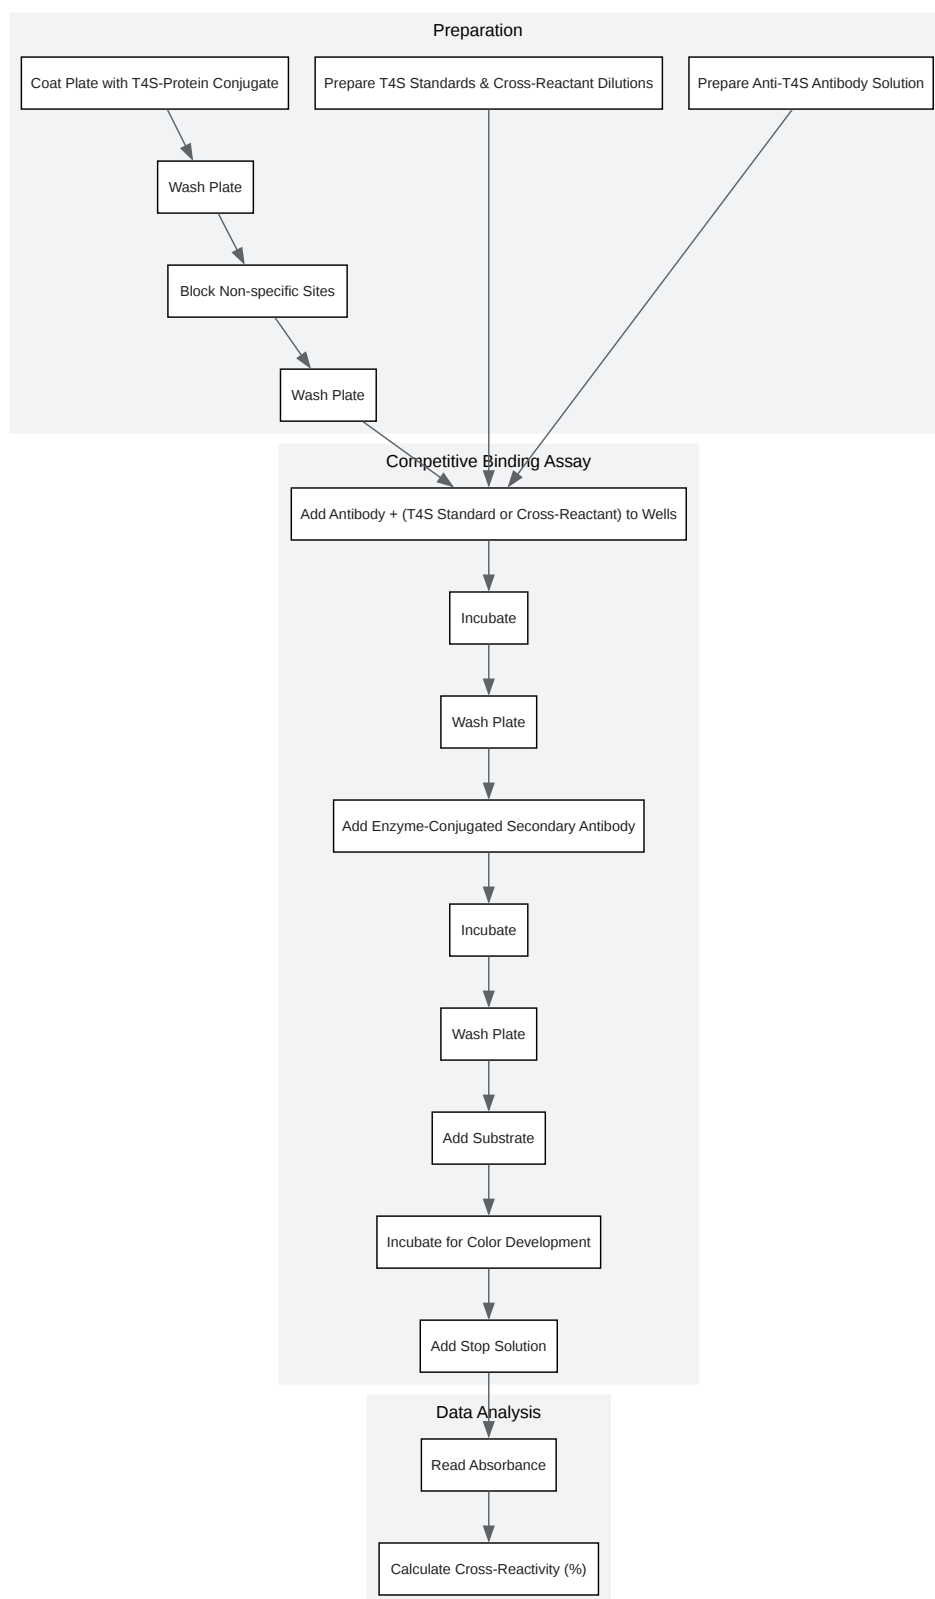 Preparation
Coat Plate with T4S-Protein Conjugate
Prepare T4S Standards & Cross-Reactant Dilutions
Prepare Anti-T4S Antibody Solution
Wash Plate
Block Non-specific Sites
Wash Plate
Competitive Binding Assay
Add Antibody + (T4S Standard or Cross-Reactant) to Wells
Incubate
Wash Plate
Add Enzyme-Conjugated Secondary Antibody
Incubate
Wash Plate
Add Substrate
Incubate for Color Development
Add Stop Solution
Data Analysis
Read Absorbance
Calculate Cross-Reactivity (%)